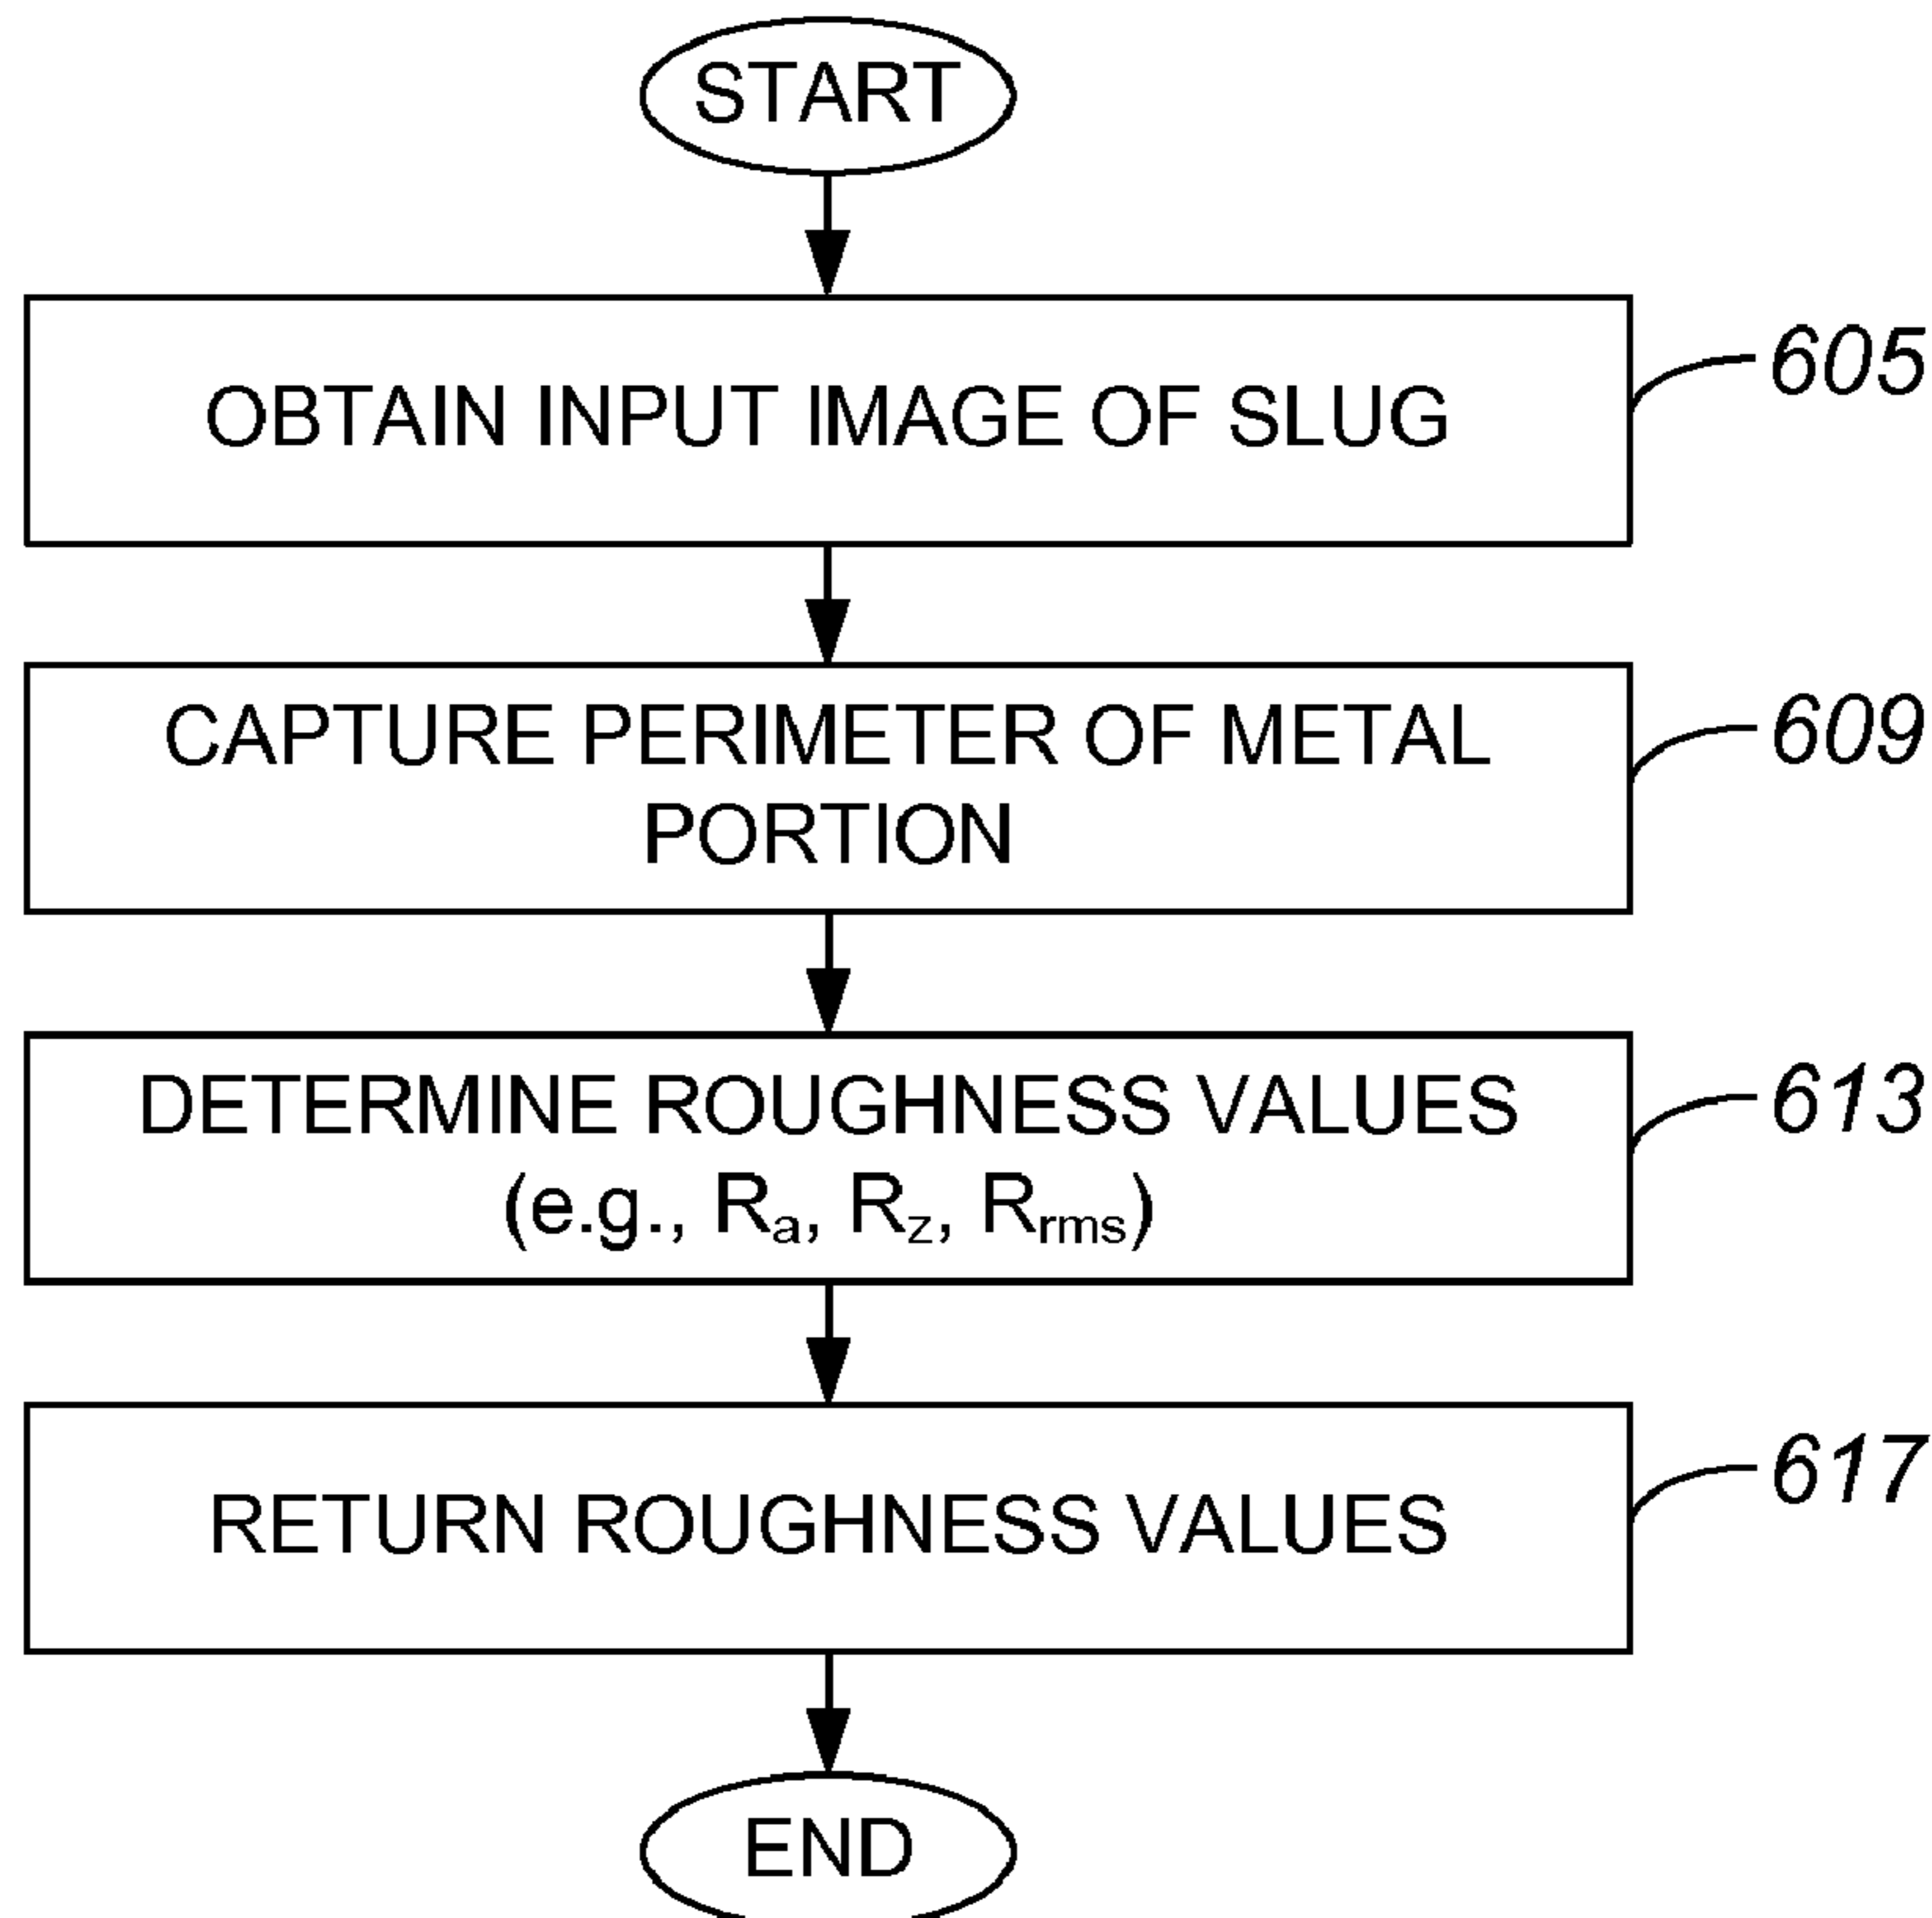 START
OBTAIN INPUT IMAGE OF SLUG
605
CAPTURE PERIMETER OF METAL
PORTION
609
DETERMINE ROUGHNESS VALUES
(e.g., Ra, Rz, Rrms)
613
RETURN ROUGHNESS VALUES
617
END